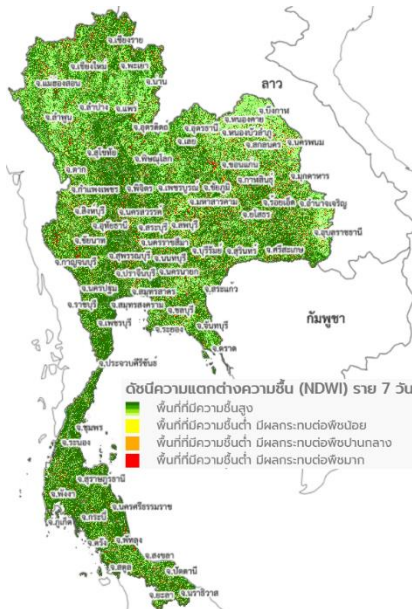 จ.เชียงราย
จ.เชียงใหม่
จ.พะเยา
จ.แม่ฮ่องสอน
จ.น่าน
ลาว
จ.ลำปาง
จ.แพร่
จ.ลำพูน
บึงกาฬ
จ.อุตรดิตถ์
จ.อุดรธานี
จ.หนองคาย
จ.เลย
จ.หนองบัวลำภู
จ.สกลนคร
จ.นครพนม
จ.สุโขทัย
จ.พิษณุโลก
จ.ตาก
จ.ขอนแก่น
จ.มุกดาหาร
จ.กำแพงเพชร
จ.พิจิตร
จ.เพชรบูรณ์
จ.ชัยภูมิ
จ.กาฬสินธุ์
จ.มหาสารคาม
จ.ร้อยเอ็ด
จ.อำนาจเจริญ
จ.สิงห์บุรี
จ.นครสวรรค์
จ.ยโสธร
จ.อุทัยธานี
จ.สระบุรี
จ.ลพบุรี
จ.อุบลราชธานี
จ.ชัยนาท
จ.นครราชสีมา
จ.บุรีรัมย์
จ.สุรินทร์
จ.ศรีสะเกษ
จ.กาญจนบุรี
จ.สุพรรณบุรี
จ.นนทบุรี
จ.ปราจีนบุรี
จ.นครนายก
จ.นครปฐม
จ.สมุทรสาคร
จ.สระแก้ว
จ.ราชบุรี
จ.สมุทรสงคราม
จ.ชลบุรี
กัมพูชา
จ.เพชรบุรี
จ.ระยอง
จ.จันทบุรี
จ.ตราด
จ.ประจวบคีรีขันธ์
ดัชนีความแตกต่างความชื้น (NDWI) ราย 7 วัน
พื้นที่ที่มีความชื้นสูง
พื้นที่ที่มีความชื้นต่ำ มีผลกระทบต่อพืชน้อย
พื้นที่ที่มีความชื้นต่ำ มีผลกระทบต่อพืชปานกลาง
พื้นที่ที่มีความชื้นต่ำ มีผลกระทบต่อพืชมาก
จ.ชุมพร
จ.ระนอง
จ.สุราษฎร์ธานี
จ.พังงา
จ.นครศรีธรรมราช
จ.ภูเก็ต
จ.กระบี่
จ.ตรัง
จ.พัทลุง
จ.สงขลา
จ.สตูล
จ.ปัตตานี
จ.ยะลา
จ.นราธิวาส